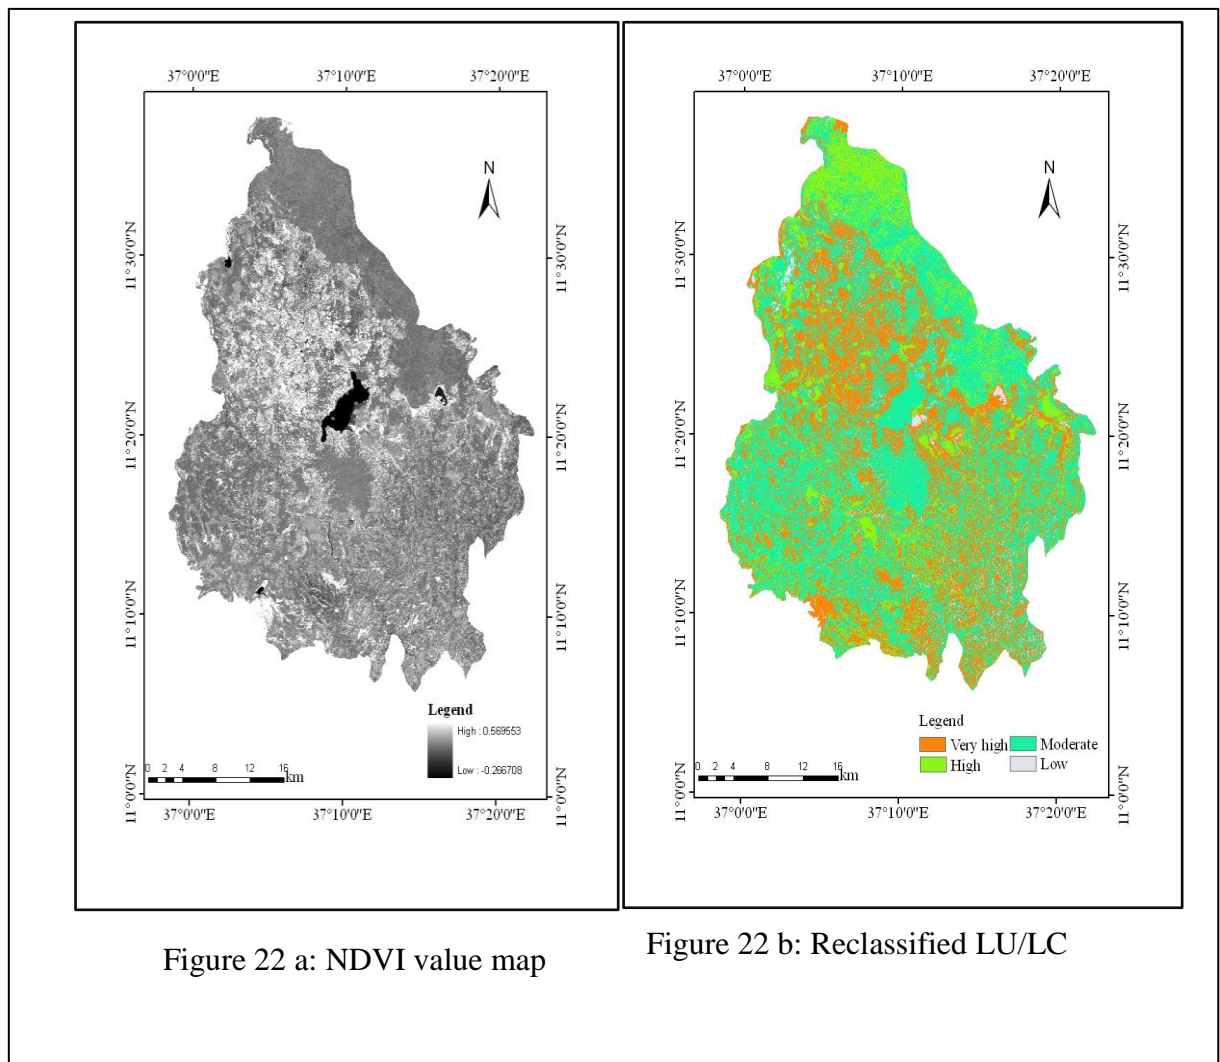 37°0'0"E 37°10'0"E 37°20'0"E
N
11°30'0"N 11°30'0"N
11°20'0"N 11°20'0"N
11°10'0"N 11°10'0"N
11°0'0"N 11°0'0"N
Legend
High : 0.569553
Low : -0.266708
0 2 4 8 12 16
km
37°0'0"E 37°10'0"E 37°20'0"E
37°0'0"E 37°10'0"E 37°20'0"E
N
11°30'0"N 11°30'0"N
11°20'0"N 11°20'0"N
11°10'0"N 11°10'0"N
11°0'0"N 11°0'0"N
Legend
Very high Moderate
High Low
0 2 4 8 12 16
km
37°0'0"E 37°10'0"E 37°20'0"E
Figure 22 a: NDVI value map
Figure 22 b: Reclassified LU/LC